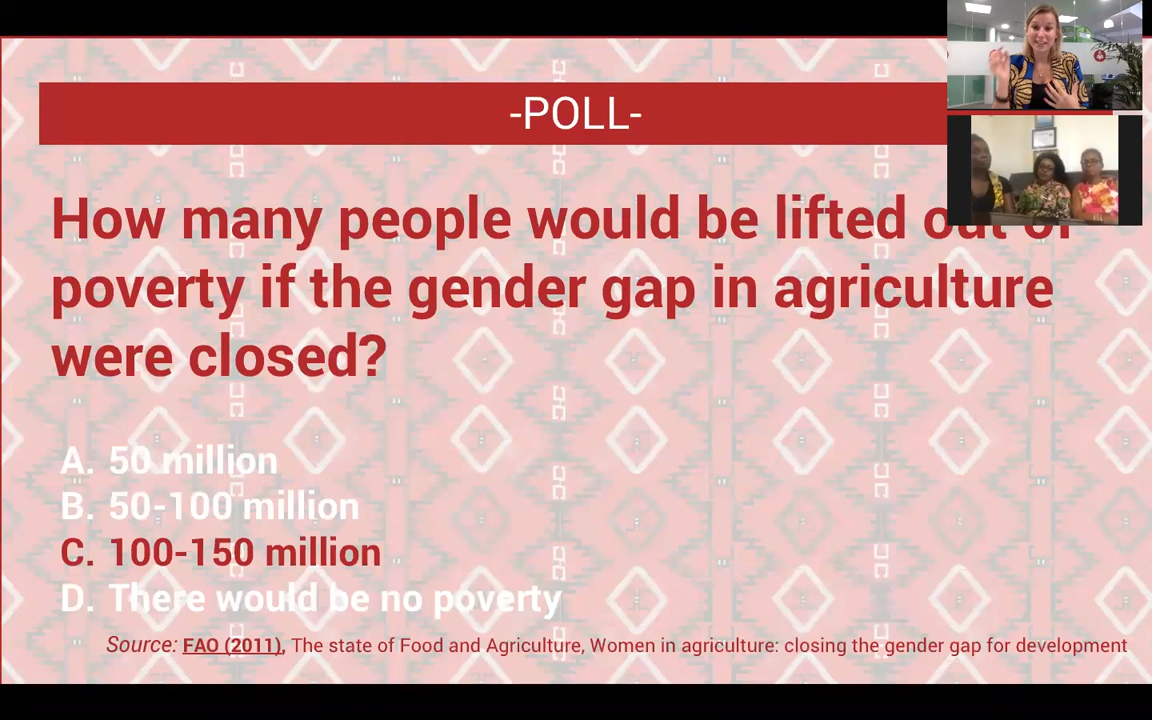 -POLL-
How many people would be lifted out of
poverty if the gender gap in agriculture
were closed?
A. 50 million
B. 50-100 million
C. 100-150 million
D. There would be no poverty
Source: FAO (2011), The state of Food and Agriculture, Women in agriculture: closing the gender gap for development